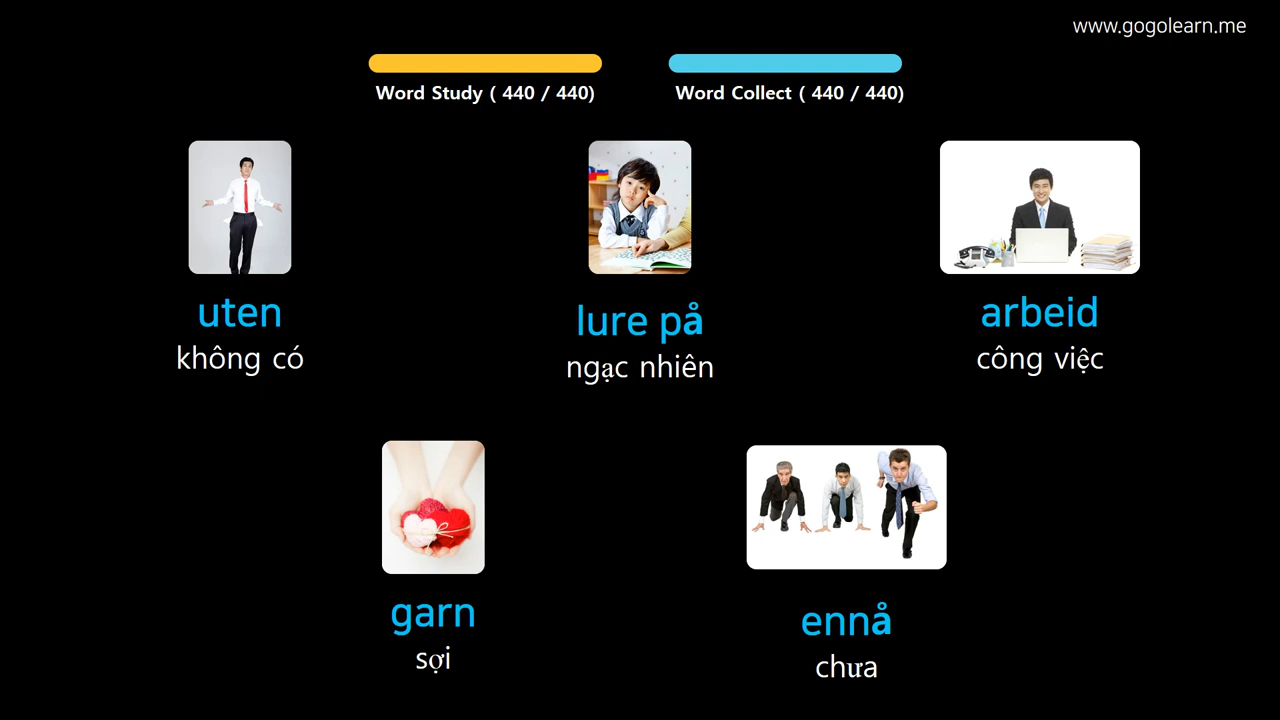 www.gogolearn.me
Word Study ( 440 / 440)
Word Collect ( 440 / 440)
uten
không có
lure på
ngạc nhiên
arbeid
công việc
garn
sợi
ennå
chưa